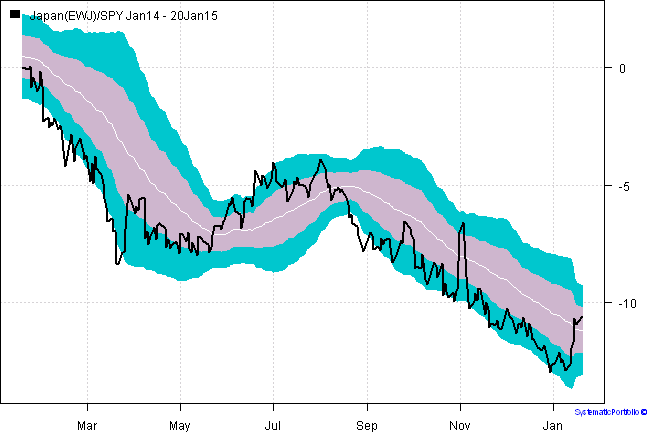 Japan(EWJ)/SPY Jan14 - 20Jan15
0
-5
-10
SystematicPortfolio ©
Mar May Jul Sep Nov Jan